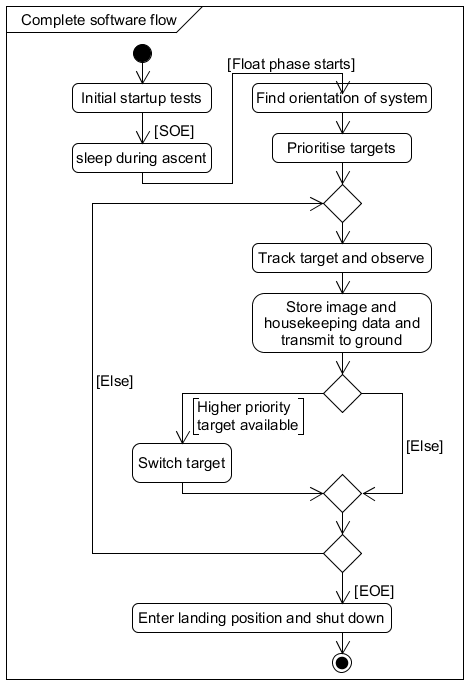 Complete software flow
[Float phase starts]
Initial startup tests
Find orientation of system
[SOE]
sleep during ascent
Prioritise targets
Track target and observe
Store image and
housekeeping data and
transmit to ground
[Else]
[Higher priority
target available]
[Else]
Switch target
[EOE]
Enter landing position and shut down